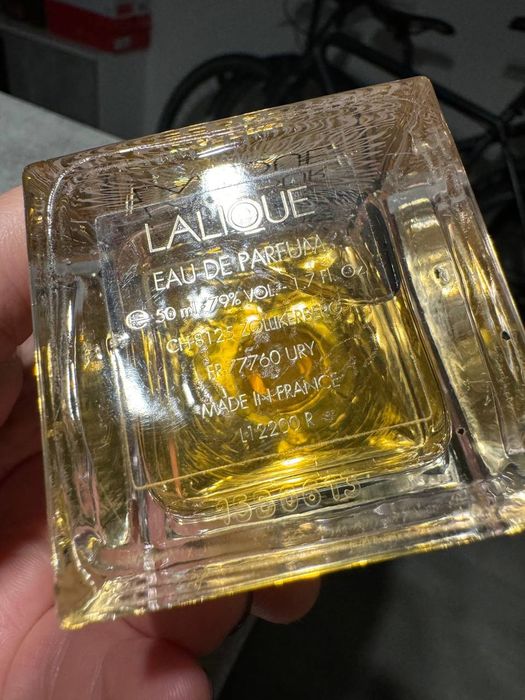 LALIQUE
EAU DE PARFUM
℮ 50 ml 79% VOL. - 1.7 FL.Oz
CH-8125 ZOLLIKERBERG
FR 77760 URY
MADE IN FRANCE
L12200 R